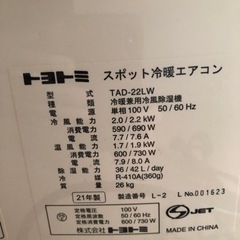 トヨトミ スポット冷暖エアコン
型式 TAD-22LW
種類 冷暖兼用冷風除湿機
電源 単相100V 50/60Hz
冷風能力 2.0/2.2 kW
消費電力 590/690 W
電流 7.7/7.6 A
温風能力 1.7/1.9 kW
消費電力 600/730 W
電流 7.9/8.0 A
除湿能力 36/42 L/day
冷媒 R-410A(360g)
質量 26 kg
21年製 製造番号 L-2 L No.001623
定格電圧 100 V
定格周波数 50/60 Hz
定格消費電力 600/730 W
JET
株式会社トヨトミ MADE IN CHINA